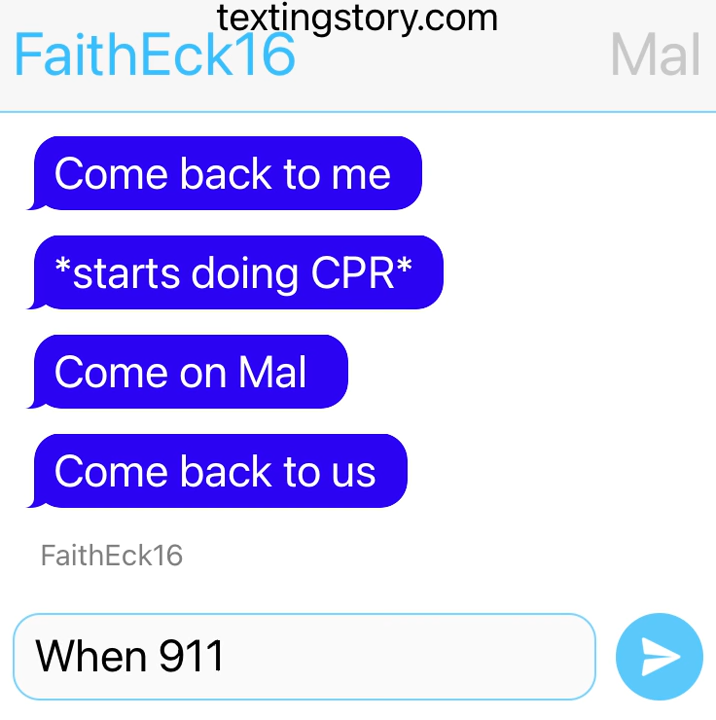 textingstory.com
FaithEck16 Mal
Come back to me
*starts doing CPR*
Come on Mal
Come back to us
FaithEck16
When 911